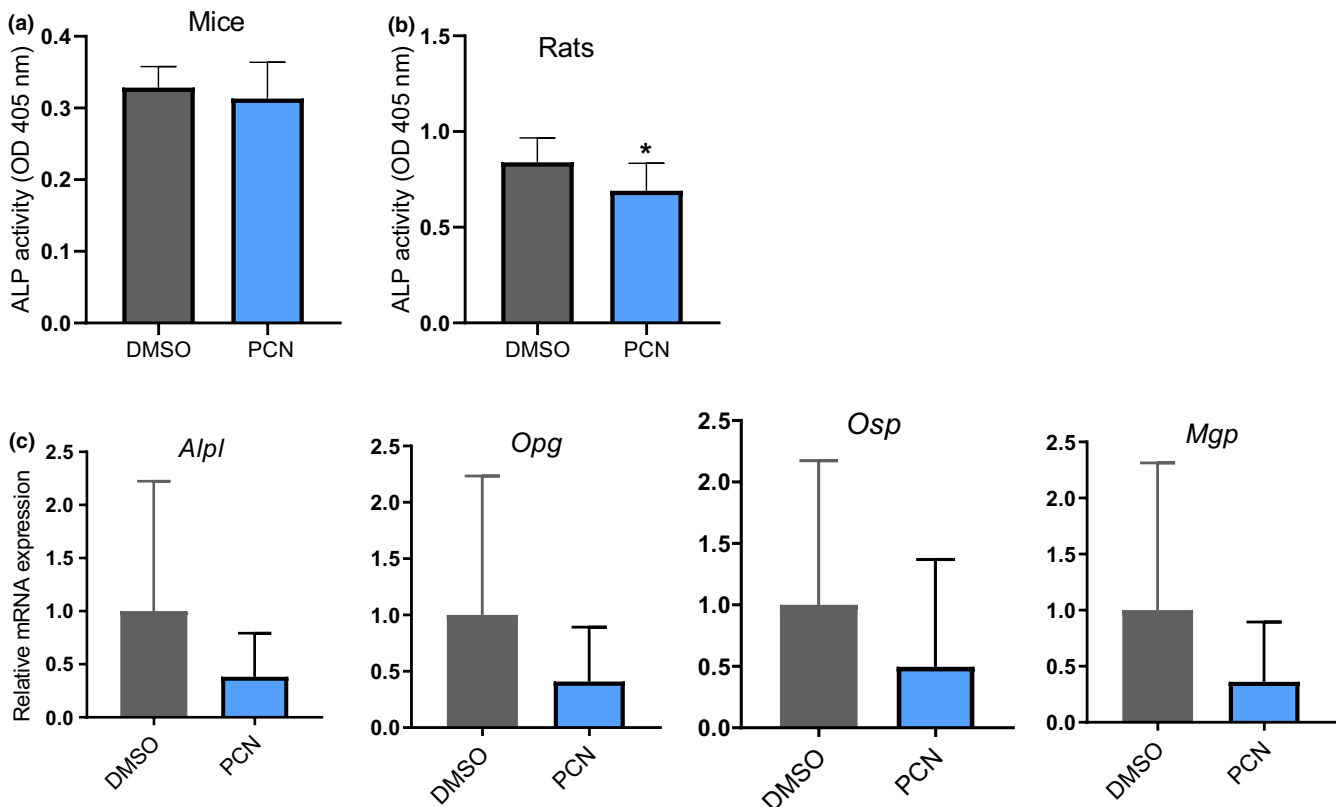 (a)
Mice
ALP activity (OD 405 nm)
0.4
0.3
0.2
0.1
0.0
DMSO PCN
(b)
Rats
ALP activity (OD 405 nm)
1.5
1.0
0.5
0.0
*
DMSO PCN
(c)
Alpl
Relative mRNA expression
2.5
2.0
1.5
1.0
0.5
0.0
DMSO PCN
Opg
2.5
2.0
1.5
1.0
0.5
0.0
DMSO PCN
Osp
2.5
2.0
1.5
1.0
0.5
0.0
DMSO PCN
Mgp
2.5
2.0
1.5
1.0
0.5
0.0
DMSO PCN